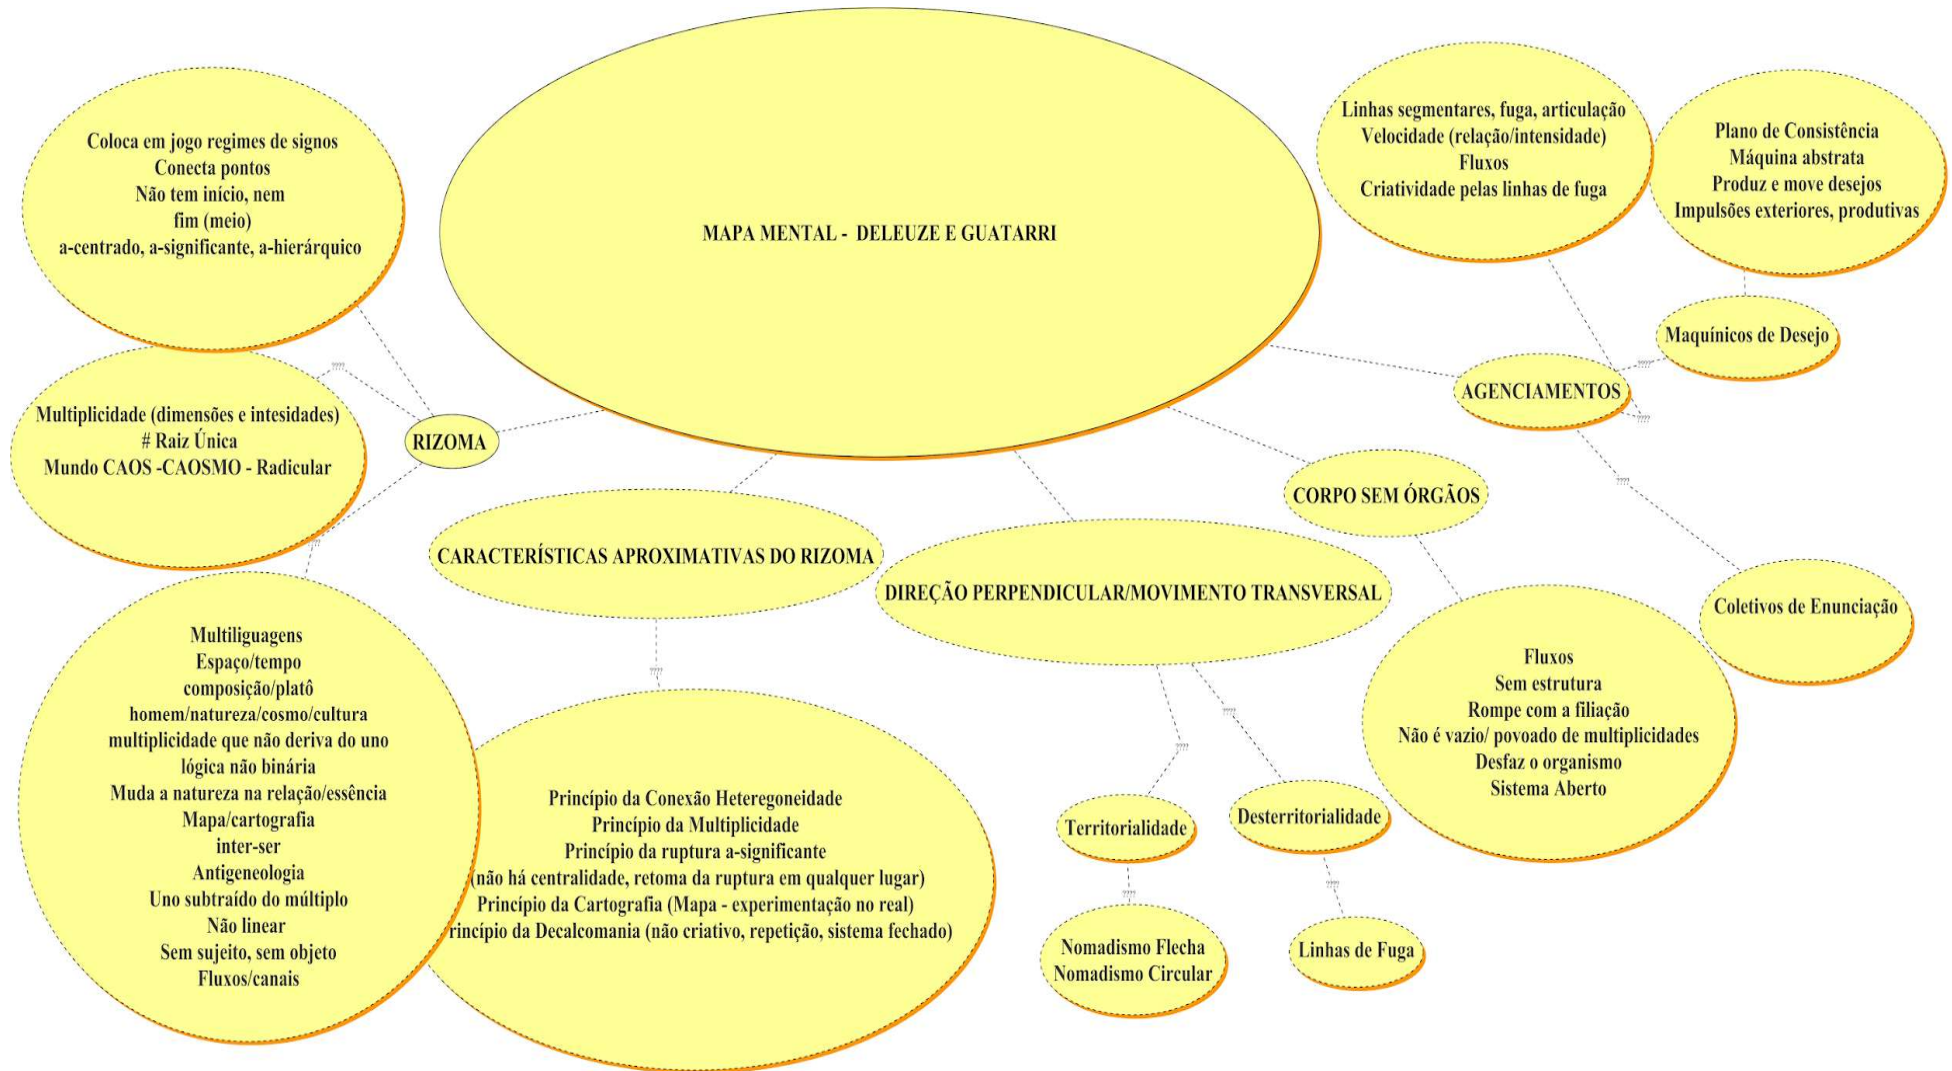 MAPA MENTAL - DELEUZE E GUATARRI
Coloca em jogo regimes de signos
Conecta pontos
Não tem início, nem
fim (meio)
a-centrado, a-significante, a-hierárquico
????
Multiplicidade (dimensões e intesidades)
# Raiz Única
Mundo CAOS -CAOSMO - Radicular
RIZOMA
????
Multiliguagens
Espaço/tempo
composição/platô
homem/natureza/cosmo/cultura
multiplicidade que não deriva do uno
lógica não binária
Muda a natureza na relação/essência
Mapa/cartografia
inter-ser
Antigeneologia
Uno subtraído do múltiplo
Não linear
Sem sujeito, sem objeto
Fluxos/canais
CARACTERÍSTICAS APROXIMATIVAS DO RIZOMA
????
Princípio da Conexão Heteregoneidade
Princípio da Multiplicidade
Princípio da ruptura a-significante
(não há centralidade, retoma da ruptura em qualquer lugar)
Princípio da Cartografia (Mapa - experimentação no real)
rincípio da Decalcomania (não criativo, repetição, sistema fechado)
DIREÇÃO PERPENDICULAR/MOVIMENTO TRANSVERSAL
????
????
Territorialidade
????
Nomadismo Flecha
Nomadismo Circular
Desterritorialidade
????
Linhas de Fuga
CORPO SEM ÓRGÃOS
Fluxos
Sem estrutura
Rompe com a filiação
Não é vazio/ povoado de multiplicidades
Desfaz o organismo
Sistema Aberto
AGENCIAMENTOS
????
????
????
Linhas segmentares, fuga, articulação
Velocidade (relação/intensidade)
Fluxos
Criatividade pelas linhas de fuga
Plano de Consistência
Máquina abstrata
Produz e move desejos
Impulsões exteriores, produtivas
Maquínicos de Desejo
Coletivos de Enunciação